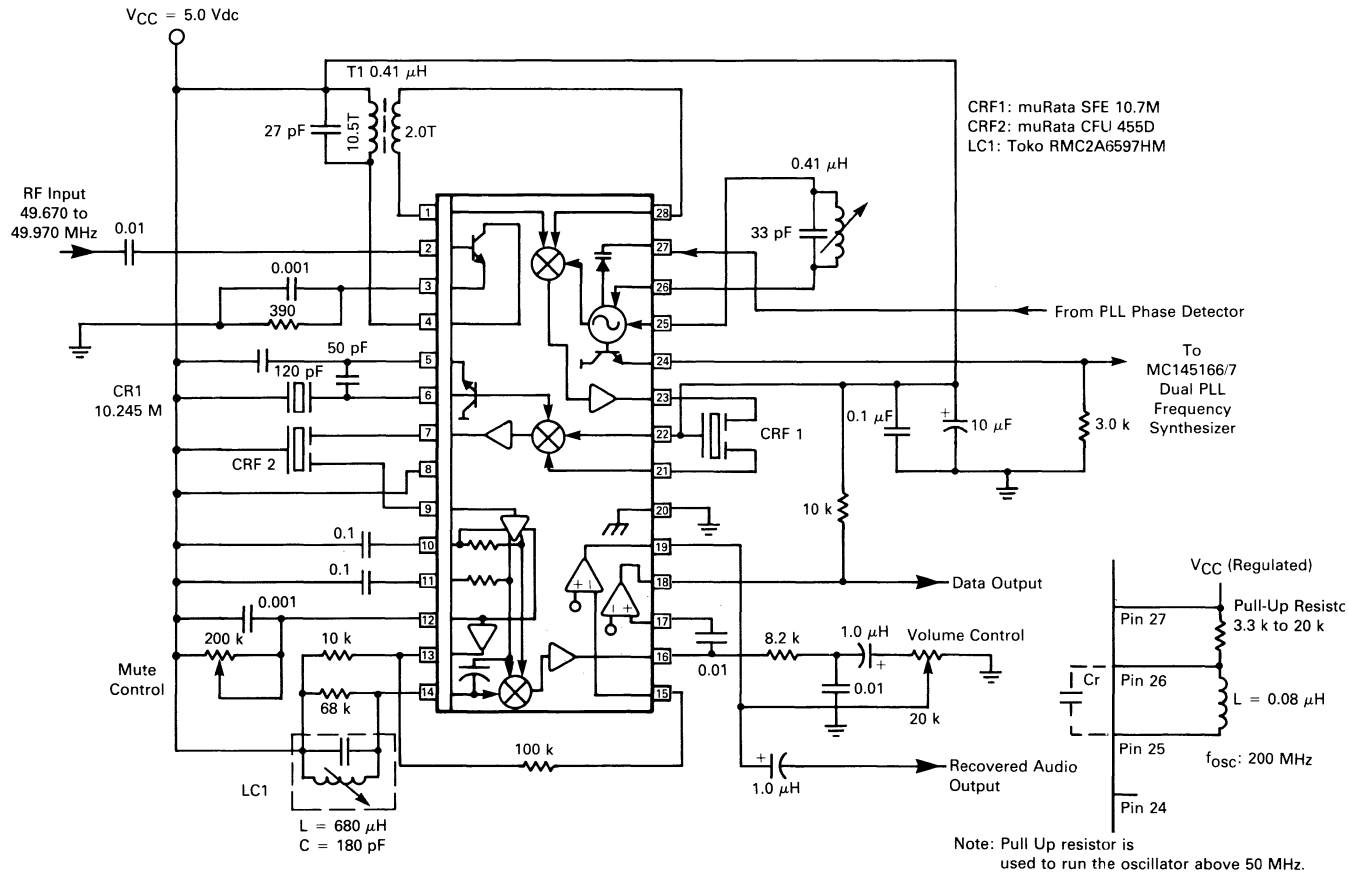 VCC = 5.0 Vdc
T1 0.41 μH
27 pF
10.5T
2.0T
CRF1: muRata SFE 10.7M
CRF2: muRata CFU 455D
LC1: Toko RMC2A6597HM
RF Input
49.670 to
49.970 MHz
0.01
0.41 μH
33 pF
0.001
390
From PLL Phase Detector
To
MC145166/7
Dual PLL
Frequency
Synthesizer
50 pF
120 pF
CR1
10.245 M
CRF 2
CRF 1
0.1 μF
+
10 μF
3.0 k
10 k
0.1
0.1
Data Output
0.001
200 k
Mute
Control
10 k
68 k
LC1
L = 680 μH
C = 180 pF
100 k
0.01
8.2 k
1.0 μH
+
Volume Control
0.01
20 k
+
1.0 μH
Recovered Audio
Output
1
2
3
4
5
6
7
8
9
10
11
12
13
14
28
27
26
25
24
23
22
21
20
19
18
17
16
15
+ −
− +
VCC (Regulated)
Pull-Up Resisto
3.3 k to 20 k
Pin 27
Cr
Pin 26
L = 0.08 μH
Pin 25
fosc: 200 MHz
Pin 24
Note: Pull Up resistor is
used to run the oscillator above 50 MHz.